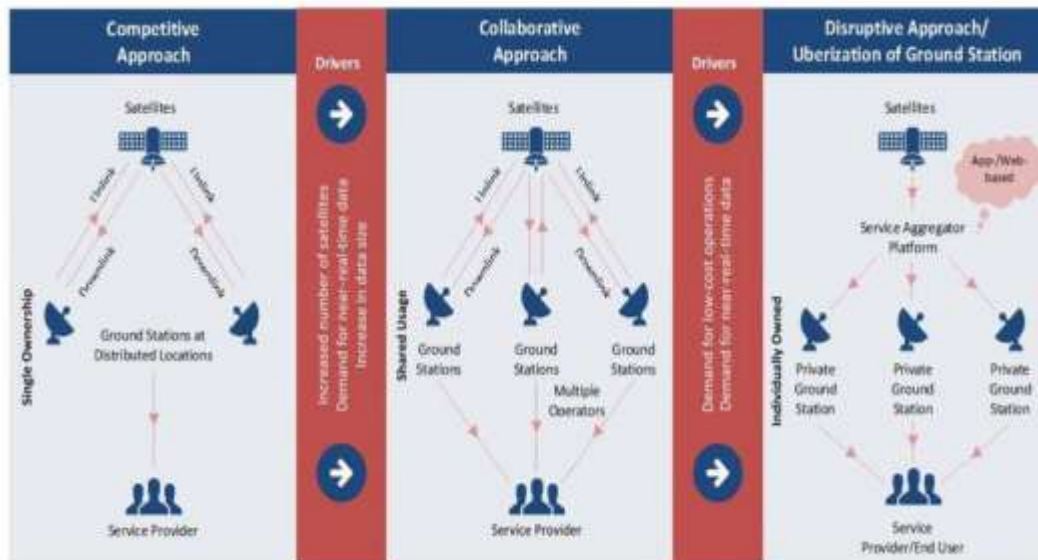 Competitive
Approach
Satellites
Uplink
Uplink
Downlink
Downlink
Single Ownership
Ground Stations at
Distributed Locations
Service Provider
Drivers
Increased number of satellites
Demand for near-real-time data
Increase in data size
Collaborative
Approach
Satellites
Uplink
Uplink
Downlink
Downlink
Shared Usage
Ground
Stations
Ground
Stations
Ground
Stations
Multiple
Operators
Service Provider
Drivers
Demand for low-cost operations
Demand for near-real-time data
Disruptive Approach/
Uberization of Ground Station
Satellites
App-/Web-
based
Service Aggregator
Platform
Individually Owned
Private
Ground
Station
Private
Ground
Station
Private
Ground
Station
Service
Provider/End User